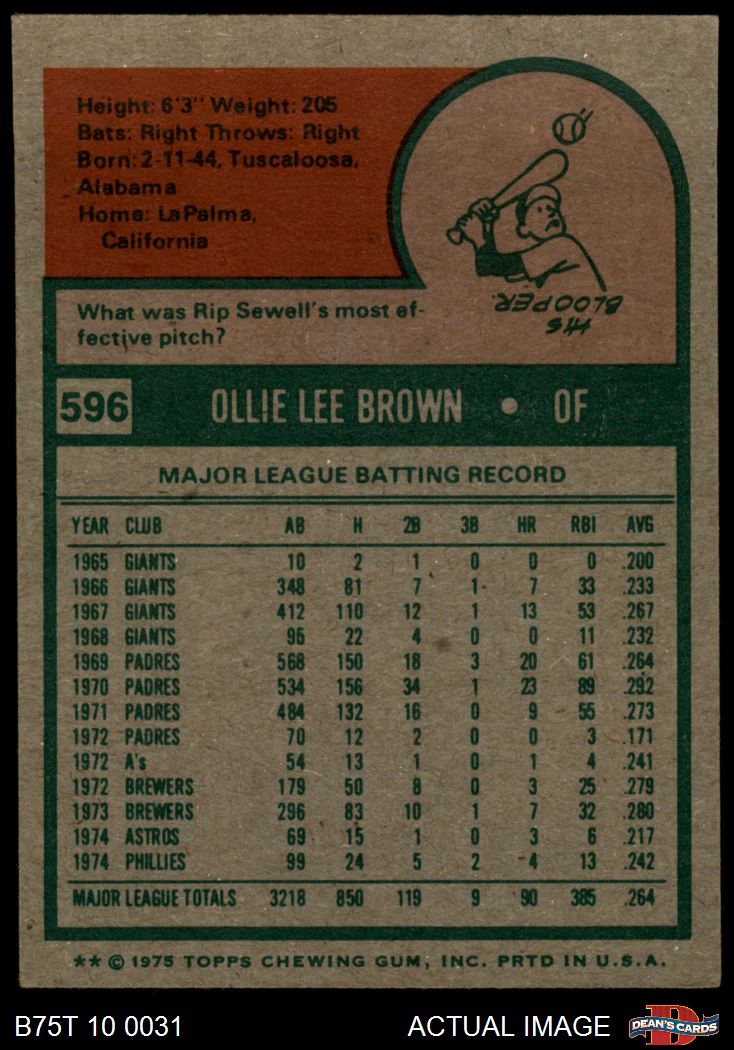 Height: 6'3" Weight: 205
Bats: Right Throws: Right
Born: 2-11-44, Tuscaloosa,
Alabama
Home: La Palma,
California
HIS
BLOOPER.
What was Rip Sewell's most ef-
fective pitch?
596 OLLIE LEE BROWN • OF
MAJOR LEAGUE BATTING RECORD
YEAR CLUB AB H 2B 3B HR RBI AVG
1965 GIANTS 10 2 1 0 0 0 .200
1966 GIANTS 348 81 7 1 7 33 .233
1967 GIANTS 412 110 12 1 13 53 .267
1968 GIANTS 95 22 4 0 0 11 .232
1969 PADRES 568 150 18 3 20 61 .264
1970 PADRES 534 156 34 1 23 89 .292
1971 PADRES 484 132 16 0 9 55 .273
1972 PADRES 70 12 2 0 0 3 .171
1972 A's 54 13 1 0 1 4 .241
1972 BREWERS 179 50 8 0 3 25 .279
1973 BREWERS 296 83 10 1 7 32 .280
1974 ASTROS 69 15 1 0 3 6 .217
1974 PHILLIES 99 24 5 2 4 13 .242
MAJOR LEAGUE TOTALS 3218 850 119 9 90 385 .264
** © 1975 TOPPS CHEWING GUM, INC. PRTD IN U.S.A.
B75T 10 0031 ACTUAL IMAGE D DEAN'S CARDS